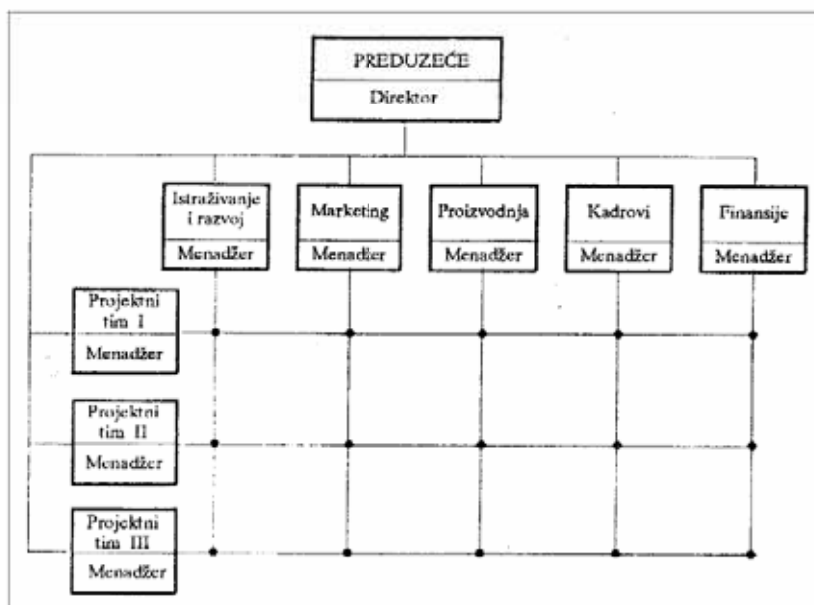 PREDUZEĆE
Direktor
Istraživanje
i razvoj
Menadžer
Marketing
Menadžer
Proizvodnja
Menadžer
Kadrovi
Menadžer
Finansije
Menadžer
Projektni
tim I
Menadžer
Projektni
tim II
Menadžer
Projektni
tim III
Menadžer